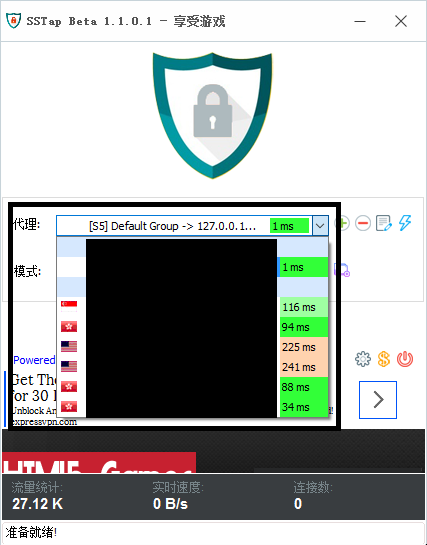 SSTap Beta 1.1.0.1 - 享受游戏
代理:
[S5] Default Group -> 127.0.0.1...
1 ms
模式:
1 ms
116 ms
94 ms
225 ms
241 ms
88 ms
34 ms
Powered
Get The
for 30 
Unblock An
expressvpn.com
HTML5 Games
流量统计:
实时速度:
连接数:
27.12 K
0 B/s
0
准备就绪!